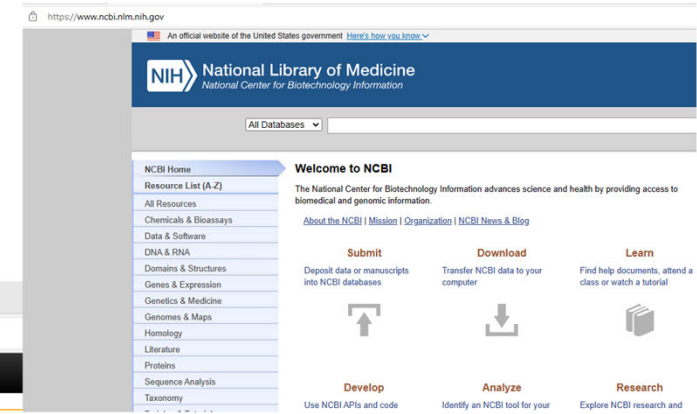 https://www.ncbi.nlm.nih.gov
An official website of the United States government Here's how you know
NIH National Library of Medicine
National Center for Biotechnology Information
All Databases
NCBI Home
Resource List (A-Z)
All Resources
Chemicals & Bioassays
Data & Software
DNA & RNA
Domains & Structures
Genes & Expression
Genetics & Medicine
Genomes & Maps
Homology
Literature
Proteins
Sequence Analysis
Taxonomy
Welcome to NCBI
The National Center for Biotechnology Information advances science and health by providing access to
biomedical and genomic information.
About the NCBI | Mission | Organization | NCBI News & Blog
Submit
Deposit data or manuscripts
into NCBI databases
Download
Transfer NCBI data to your
computer
Learn
Find help documents, attend a
class or watch a tutorial
Develop
Use NCBI APIs and code
Analyze
Identify an NCBI tool for your
Research
Explore NCBI research and